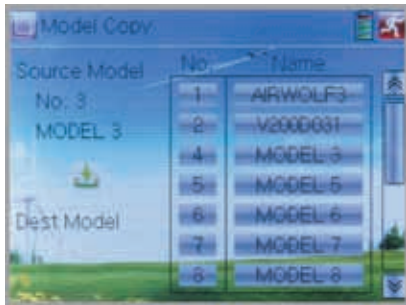 Model Copy
Source Model
No: 3
MODEL 3
Dest Model
No. Name
1 AIRWOLF3
2 V200D031
4 MODEL 3
5 MODEL 5
6 MODEL 6
7 MODEL 7
8 MODEL 8